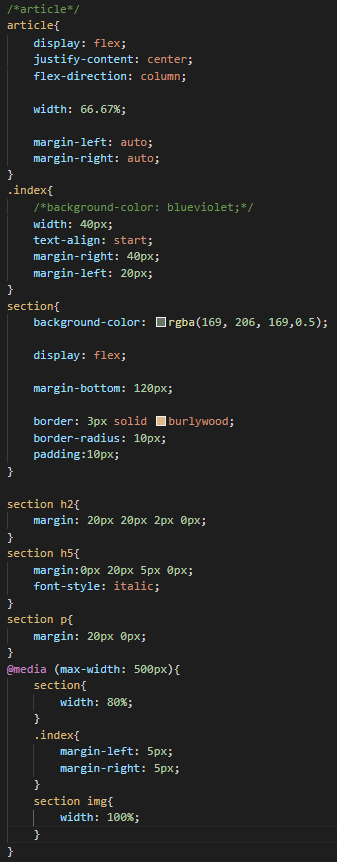 /*article*/
article{
    display: flex;
    justify-content: center;
    flex-direction: column;

    width: 66.67%;

    margin-left: auto;
    margin-right: auto;
}
.index{
    /*background-color: blueviolet;*/
    width: 40px;
    text-align: start;
    margin-right: 40px;
    margin-left: 20px;
}
section{
    background-color: rgba(169, 206, 169,0.5);

    display: flex;

    margin-bottom: 120px;

    border: 3px solid burlywood;
    border-radius: 10px;
    padding:10px;
}

section h2{
    margin: 20px 20px 2px 0px;
}
section h5{
    margin:0px 20px 5px 0px;
    font-style: italic;
}
section p{
    margin: 20px 0px;
}
@media (max-width: 500px){
    section{
        width: 80%;
    }
    .index{
        margin-left: 5px;
        margin-right: 5px;
    }
    section img{
        width: 100%;
    }
}